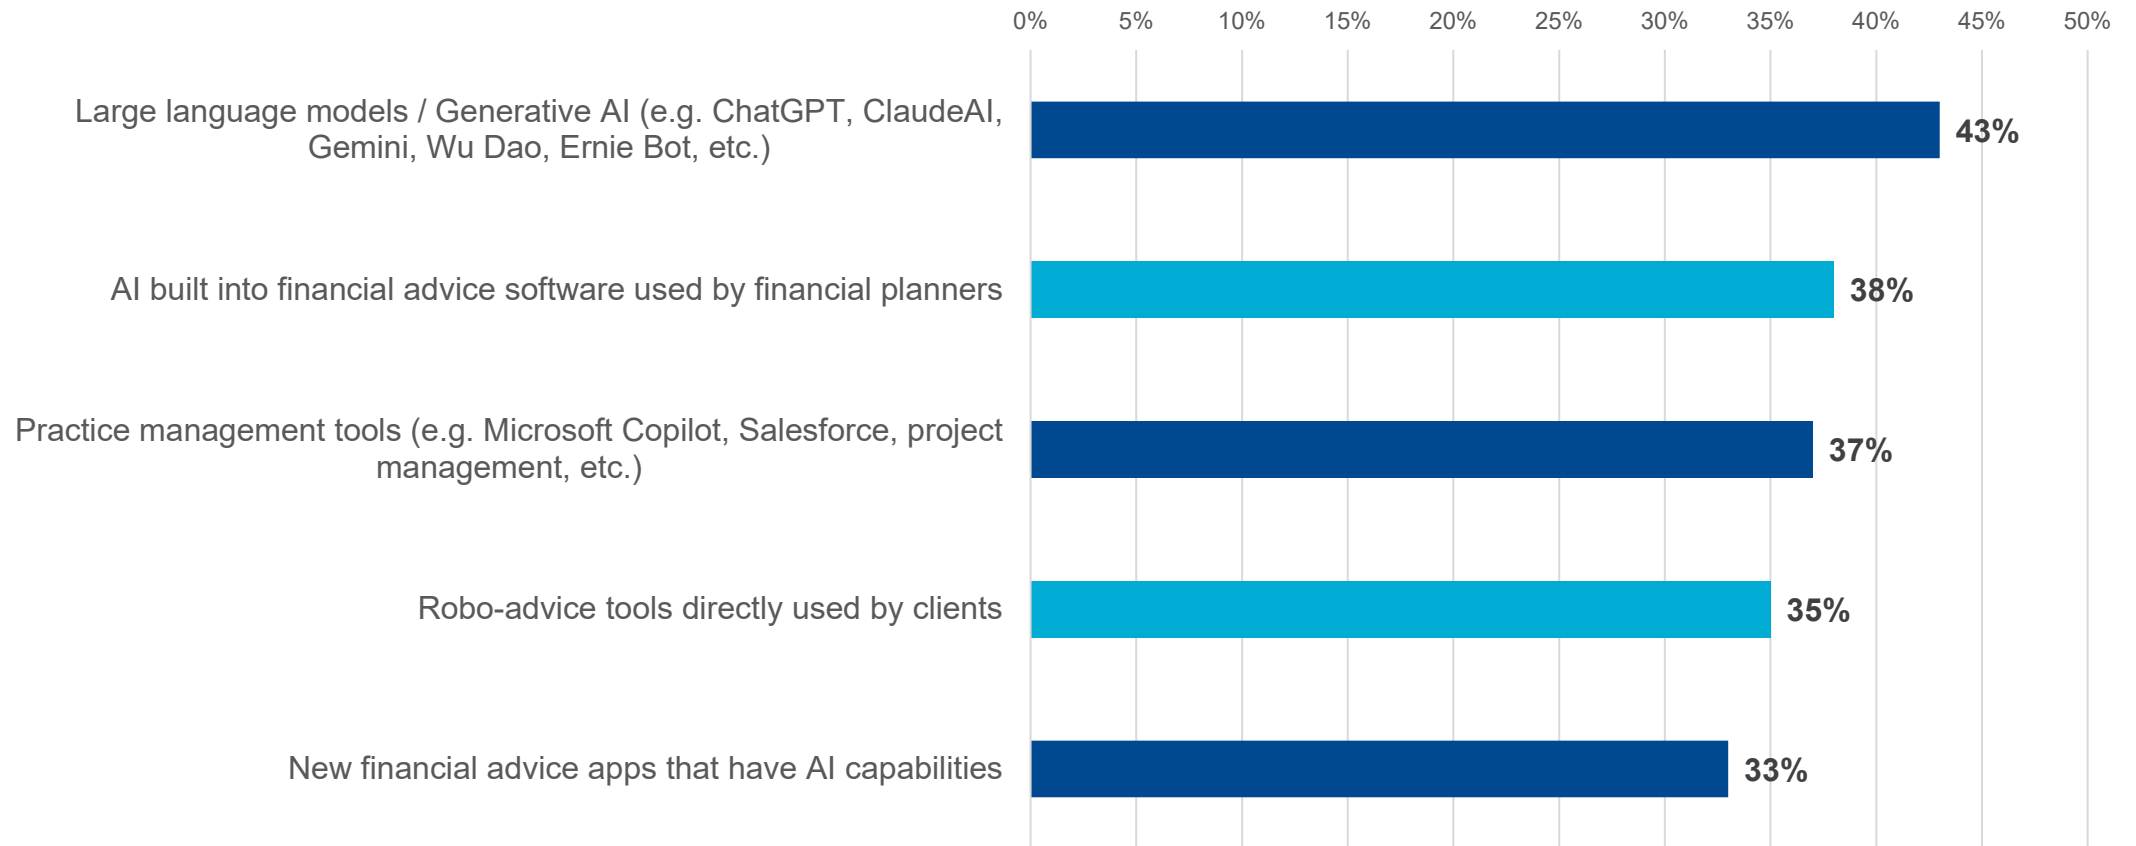 0% 5% 10% 15% 20% 25% 30% 35% 40% 45% 50%
Large language models / Generative AI (e.g. ChatGPT, ClaudeAI,
Gemini, Wu Dao, Ernie Bot, etc.)
43%
AI built into financial advice software used by financial planners
38%
Practice management tools (e.g. Microsoft Copilot, Salesforce, project
management, etc.)
37%
Robo-advice tools directly used by clients
35%
New financial advice apps that have AI capabilities
33%